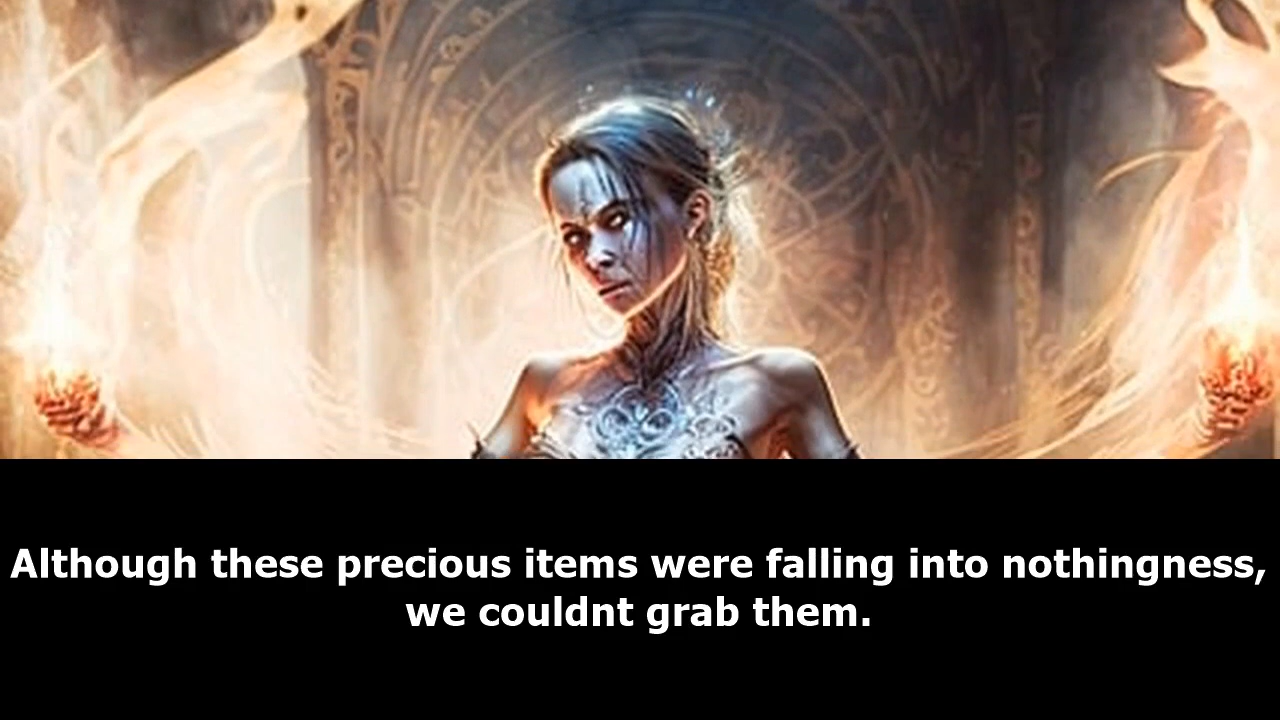 Although these precious items were falling into nothingness,
we couldnt grab them.